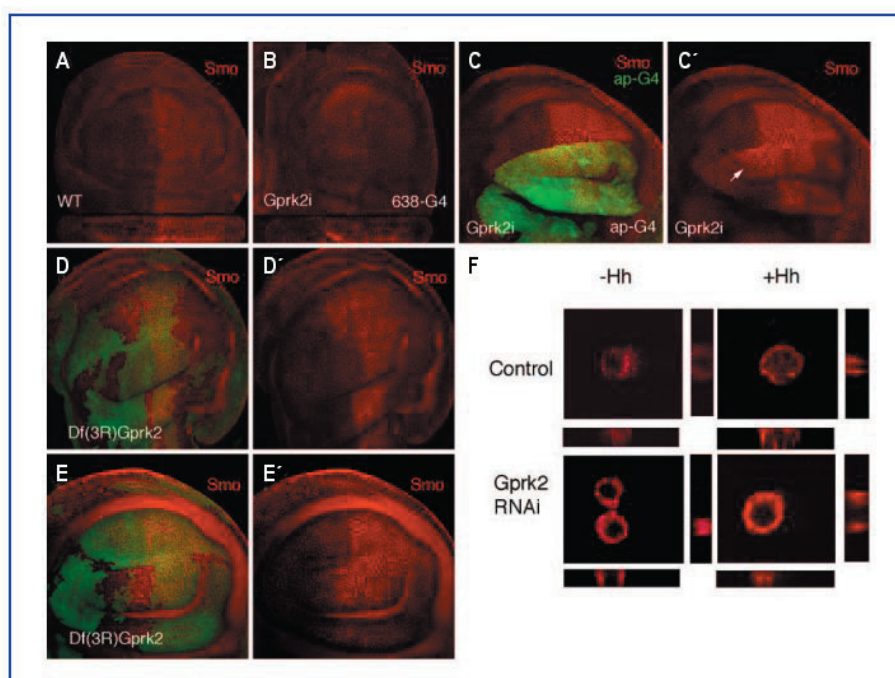 A Smo
WT
B Smo
Gprk2i 638-G4
C Smo
ap-G4
Gprk2i ap-G4
C´ Smo
Gprk2i
D Smo
Df(3R)Gprk2
D´ Smo
E Smo
Df(3R)Gprk2
E´ Smo
F
-Hh +Hh
Control
Gprk2
RNAi